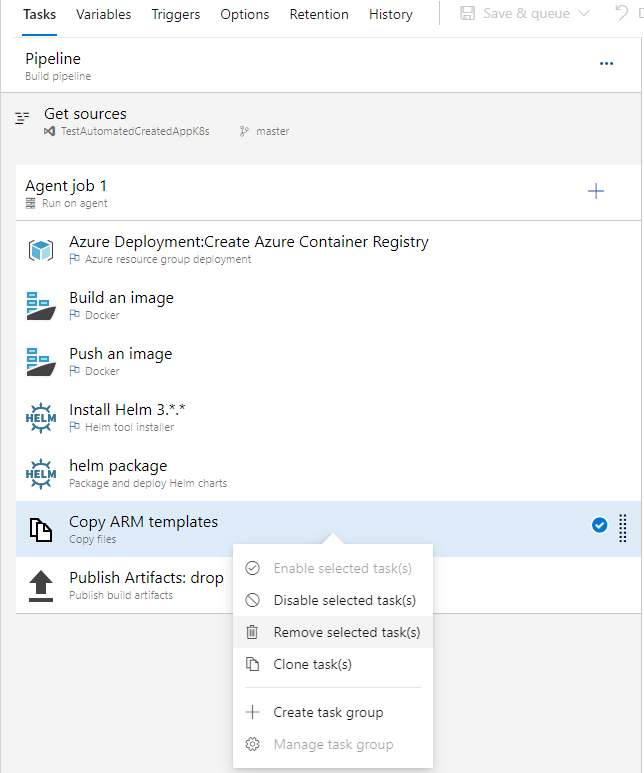 Tasks Variables Triggers Options Retention History Save & queue
Pipeline
Build pipeline
Get sources
TestAutomatedCreatedAppK8s master
Agent job 1
Run on agent
Azure Deployment:Create Azure Container Registry
Azure resource group deployment
Build an image
Docker
Push an image
Docker
Install Helm 3.*.*
HELM
Helm tool installer
helm package
HELM
Package and deploy Helm charts
Copy ARM templates
Copy files
Enable selected task(s)
Publish Artifacts: drop
Publish build artifacts
Disable selected task(s)
Remove selected task(s)
Clone task(s)
Create task group
Manage task group